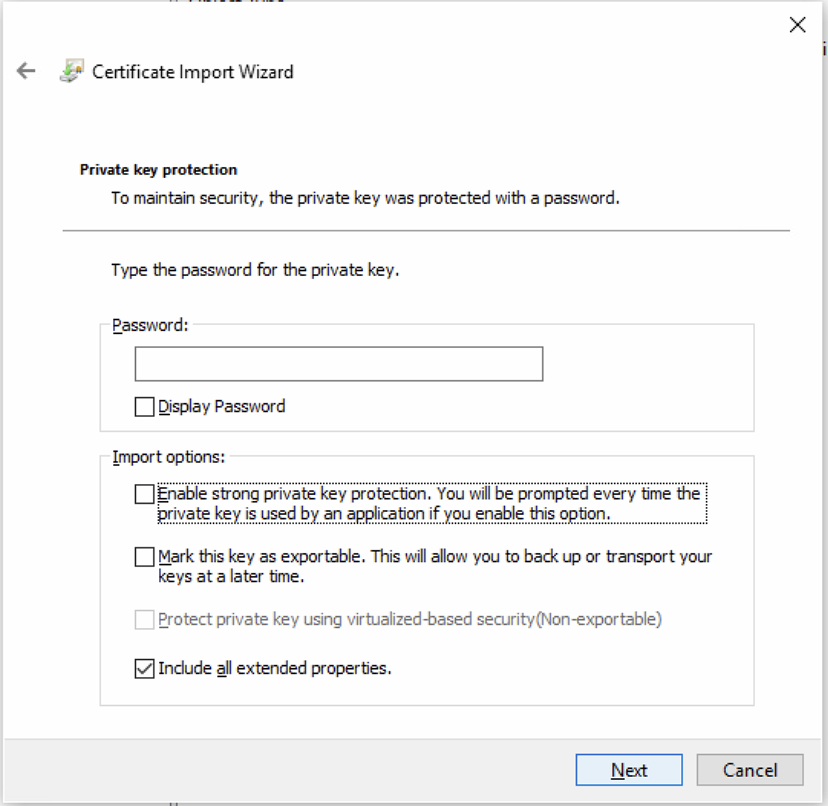 Certificate Import Wizard
Private key protection
To maintain security, the private key was protected with a password.
Type the password for the private key.
Password:
Display Password
Import options:
Enable strong private key protection. You will be prompted every time the
private key is used by an application if you enable this option.
Mark this key as exportable. This will allow you to back up or transport your
keys at a later time.
Protect private key using virtualized-based security(Non-exportable)
Include all extended properties.
Next
Cancel